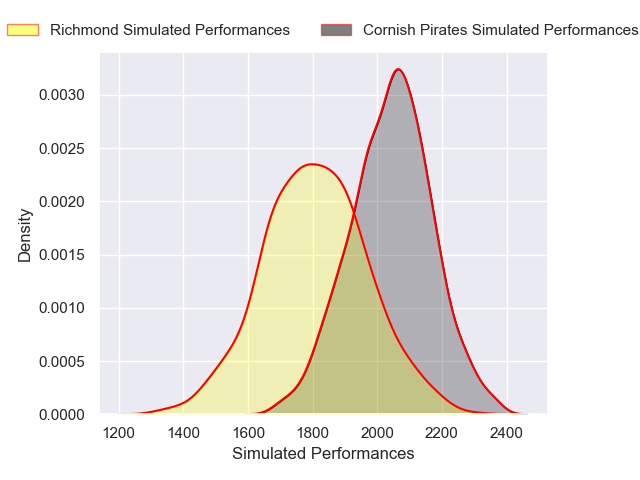 Richmond Simulated Performances Cornish Pirates Simulated Performances
0.0030
0.0025
0.0020
0.0015
0.0010
0.0005
0.0000
Density
1200 1400 1600 1800 2000 2200 2400
Simulated Performances